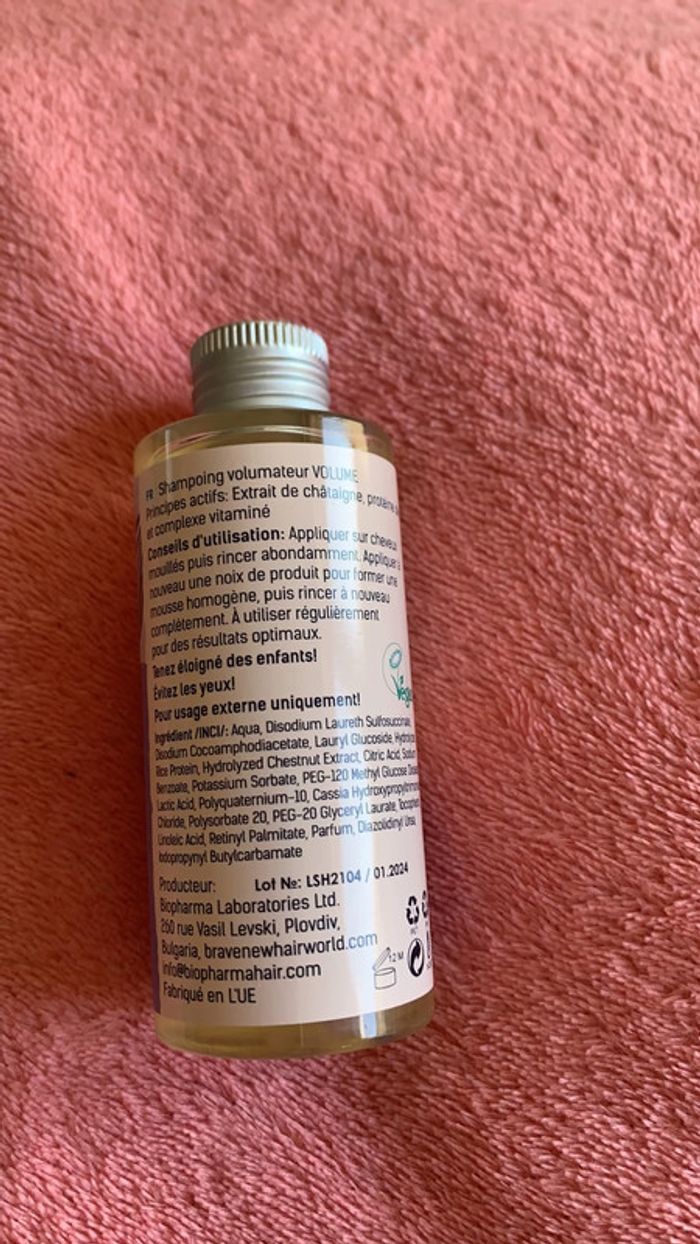 FR Shampoing volumateur VOLUME
Principes actifs: Extrait de châtaigne, protéine
et complexe vitaminé
Conseils d'utilisation: Appliquer sur cheveux
mouillés puis rincer abondamment. Appliquer à
nouveau une noix de produit pour former une
mousse homogène, puis rincer à nouveau
complètement. À utiliser régulièrement
pour des résultats optimaux.
Tenez éloigné des enfants!
Évitez les yeux!
Pour usage externe uniquement!
Ingrédient /INCI/: Aqua, Disodium Laureth Sulfosuccinate,
Disodium Cocoamphodiacetate, Lauryl Glucoside,
Rice Protein, Hydrolyzed Chestnut Extract, Citric Acid,
Benzoate, Potassium Sorbate, PEG-120 Methyl Glucose
Lactic Acid, Polyquaternium-10, Cassia
Chloride, Polysorbate 20, PEG-20 Glyceryl Laurate,
Linoleic Acid, Retinyl Palmitate, Parfum, Diazolidinyl Urea,
Iodopropynyl Butylcarbamate
Producteur: Lot №: LSH2104 / 01.2024
Biopharma Laboratories Ltd.
260 rue Vasil Levski, Plovdiv,
Bulgaria, bravenewhairworld.com
info@biopharmahair.com
Fabriqué en L'UE
12 M